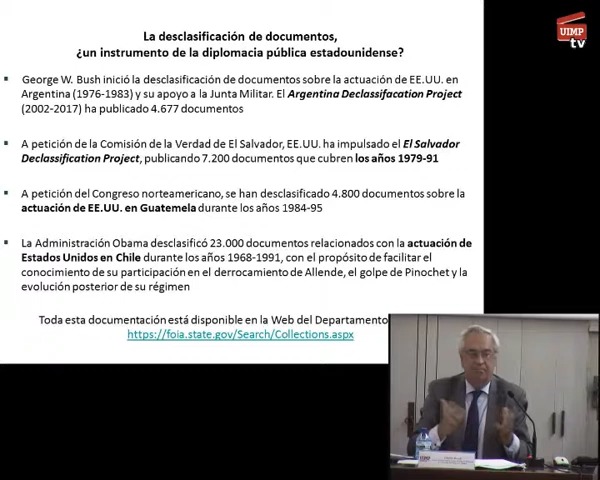 La desclasificación de documentos,
¿un instrumento de la diplomacia pública estadounidense?
UIMP
tv
▪ George W. Bush inició la desclasificación de documentos sobre la actuación de EE.UU. en
Argentina (1976-1983) y su apoyo a la Junta Militar. El Argentina Declassifacation Project
(2002-2017) ha publicado 4.677 documentos
▪ A petición de la Comisión de la Verdad de El Salvador, EE.UU. ha impulsado el El Salvador
Declassification Project, publicando 7.200 documentos que cubren los años 1979-91
▪ A petición del Congreso norteamericano, se han desclasificado 4.800 documentos sobre la
actuación de EE.UU. en Guatemala durante los años 1984-95
▪ La Administración Obama desclasificó 23.000 documentos relacionados con la actuación de
Estados Unidos en Chile durante los años 1968-1991, con el propósito de facilitar el
conocimiento de su participación en el derrocamiento de Allende, el golpe de Pinochet y la
evolución posterior de su régimen
Toda esta documentación está disponible en la Web del Departamento
https://foia.state.gov/Search/Collections.aspx